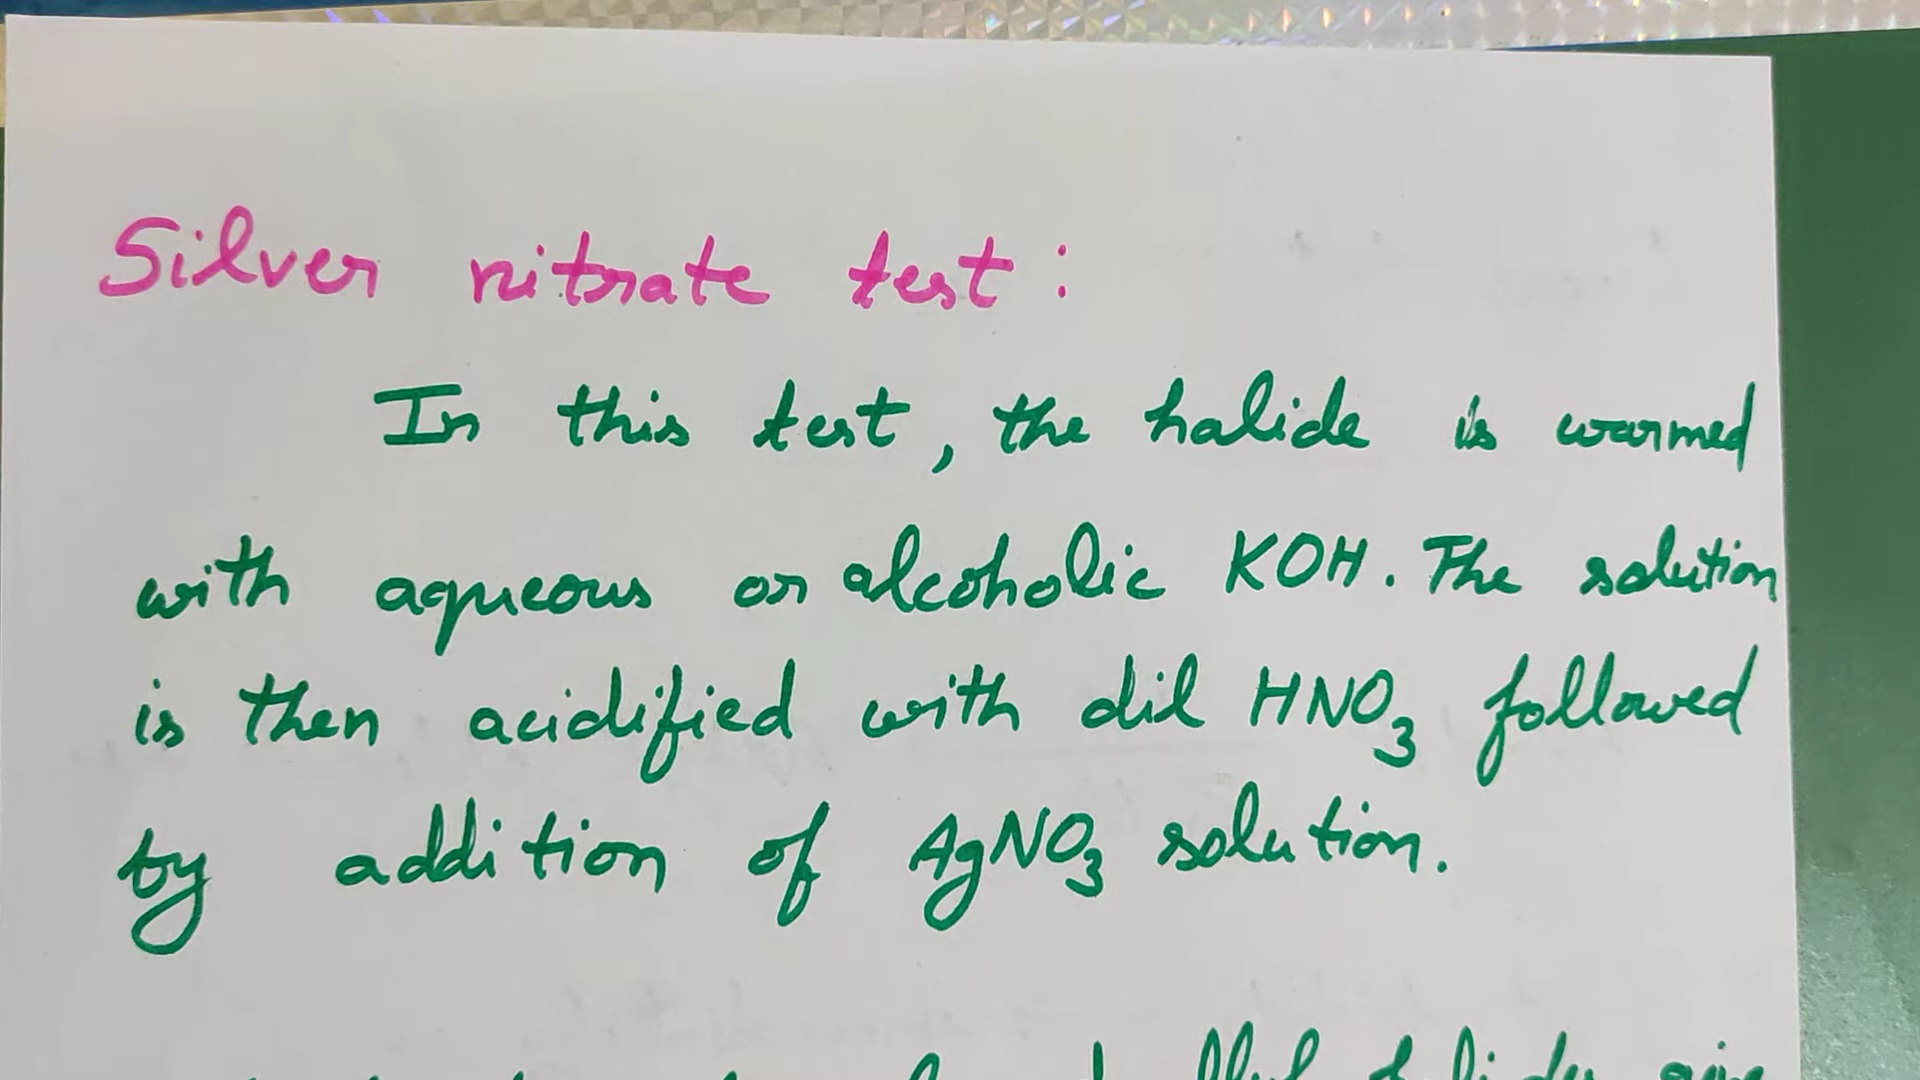 Silver nitrate test:
In this test, the halide is warmed
with aqueous or alcoholic KOH. The solution
is then acidified with dil HNO₃ followed
by addition of AgNO₃ solution.